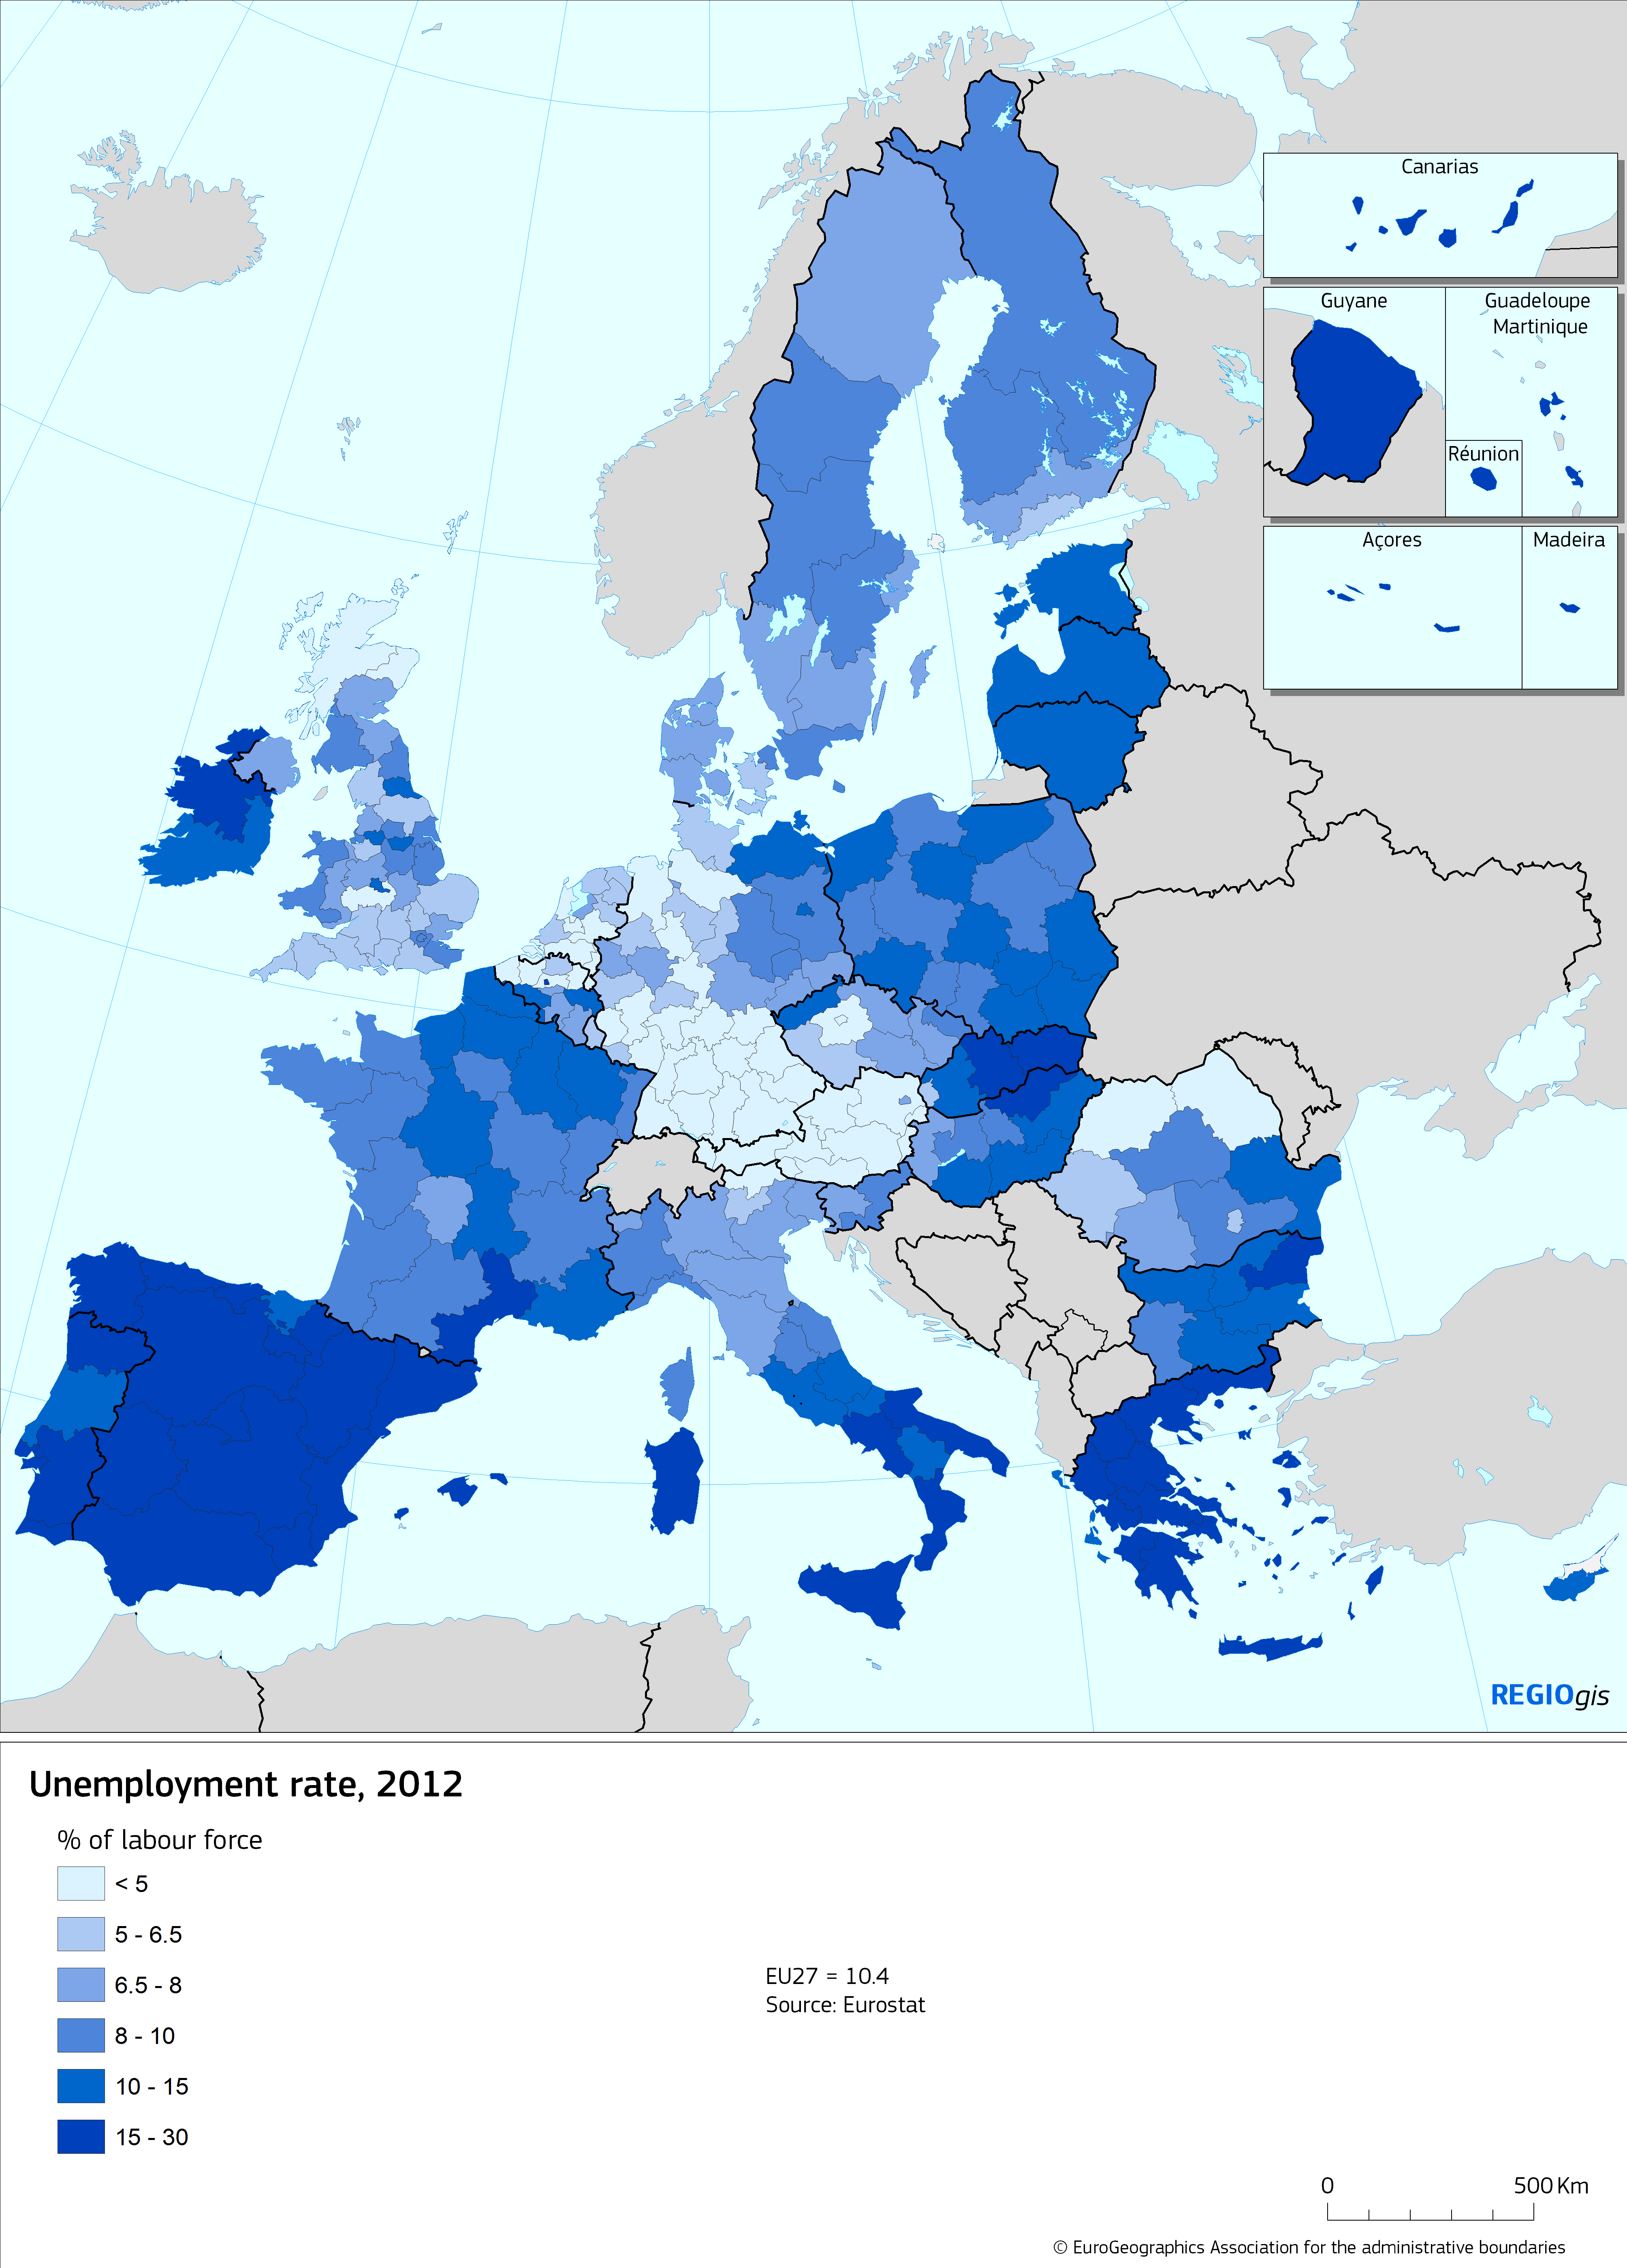 Canarias
Guyane
Guadeloupe
Martinique
Réunion
Açores
Madeira
REGIOgis
Unemployment rate, 2012
% of labour force
< 5
5 - 6.5
6.5 - 8
8 - 10
10 - 15
15 - 30
EU27 = 10.4
Source: Eurostat
0 500 Km
© EuroGeographics Association for the administrative boundaries